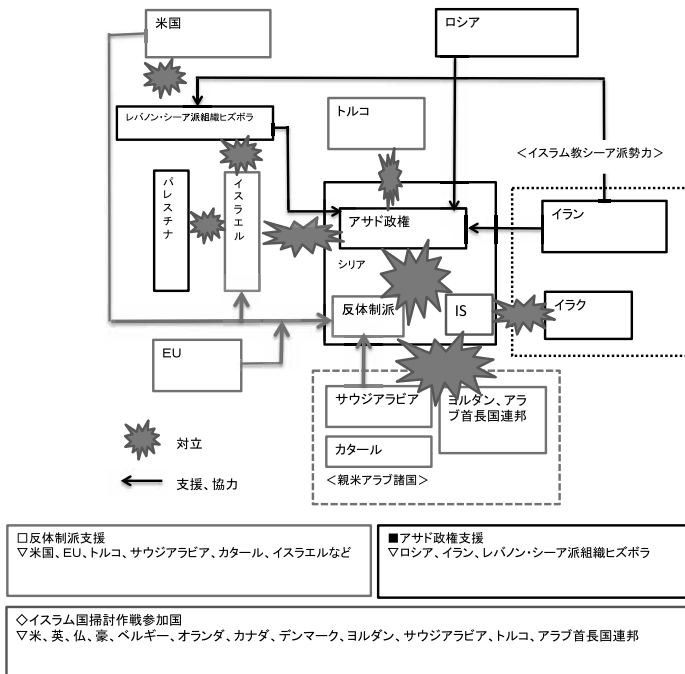 米国
ロシア
レバノン・シーア派組織ヒズボラ
トルコ
＜イスラム教シーア派勢力＞
パレスチナ
イスラエル
アサド政権
イラン
シリア
反体制派
IS
イラク
EU
サウジアラビア
ヨルダン、アラ
ブ首長国連邦
カタール
＜親米アラブ諸国＞
対立
支援、協力
□反体制派支援
▽米国、EU、トルコ、サウジアラビア、カタール、イスラエルなど
■アサド政権支援
▽ロシア、イラン、レバノン・シーア派組織ヒズボラ
◇イスラム国掃討作戦参加国
▽米、英、仏、豪、ベルギー、オランダ、カナダ、デンマーク、ヨルダン、サウジアラビア、トルコ、アラブ首長国連邦